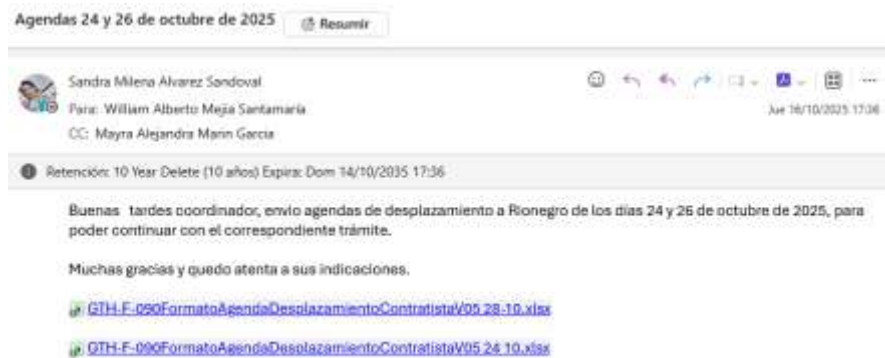 Agendas 24 y 26 de octubre de 2025 Resumir
Sandra Milena Alvarez Sandoval
Para: William Alberto Mejia Santamaría
Jue 16/10/2025 17:36
CC: Mayra Alejandra Marin Garcia
Retención: 10 Year Delete (10 años) Expira: Dom 14/10/2035 17:36
Buenas tardes coordinador, envio agendas de desplazamiento a Rionegro de los días 24 y 26 de octubre de 2025, para
poder continuar con el correspondiente trámite.
Muchas gracias y quedo atenta a sus indicaciones.
GTH-F-090FormatoAgendaDesplazamientoContratistaV05 28-10.xlsx
GTH-F-090FormatoAgendaDesplazamientoContratistaV05 24 10.xlsx